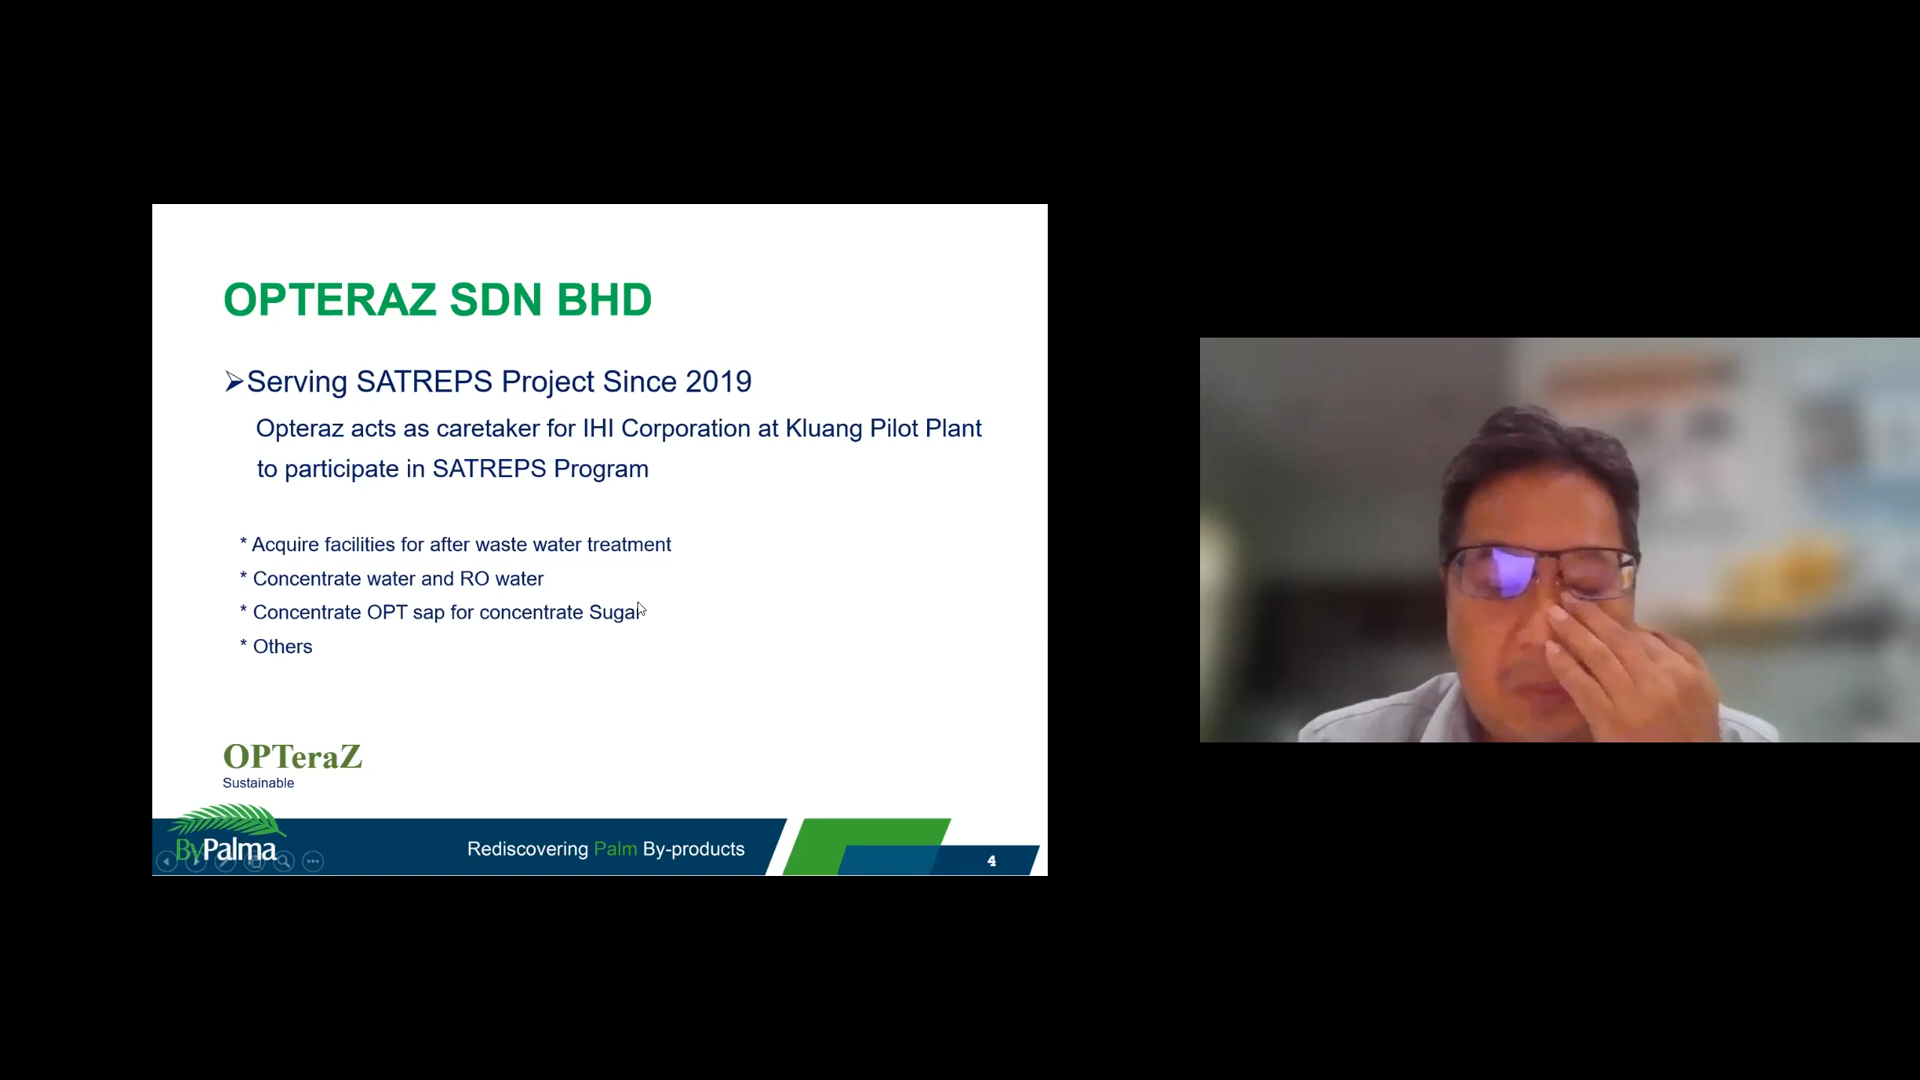 OPTERAZ SDN BHD
➢Serving SATREPS Project Since 2019
Opteraz acts as caretaker for IHI Corporation at Kluang Pilot Plant
to participate in SATREPS Program
* Acquire facilities for after waste water treatment
* Concentrate water and RO water
* Concentrate OPT sap for concentrate Sugar
* Others
OPTeraZ
Sustainable
ByPalma
Rediscovering Palm By-products
4